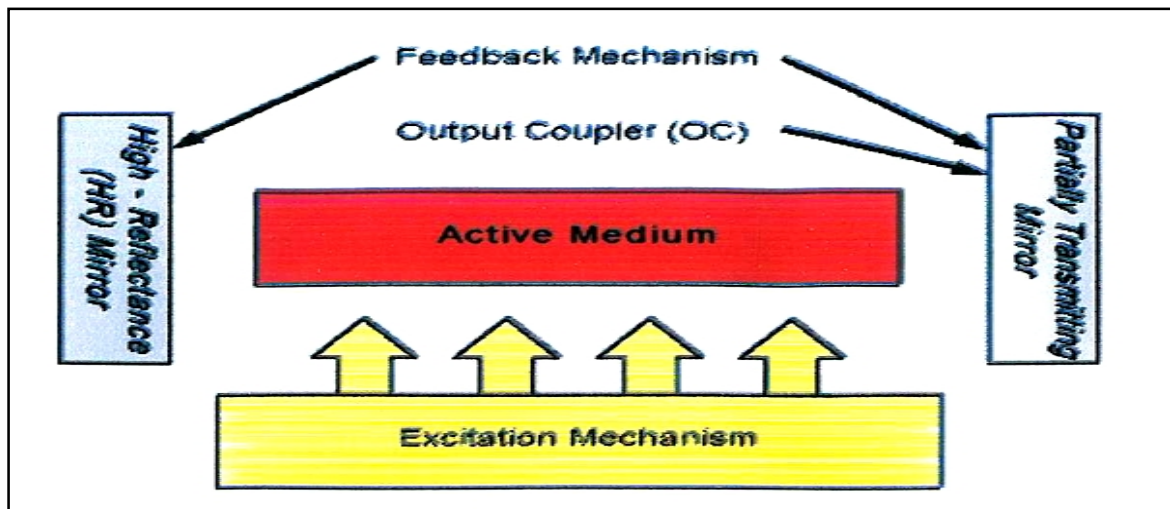 Feedback Mechanism
Output Coupler (OC)
High - Reflectance
(HR) Mirror
Active Medium
Partially Transmitting
Mirror
Excitation Mechanism